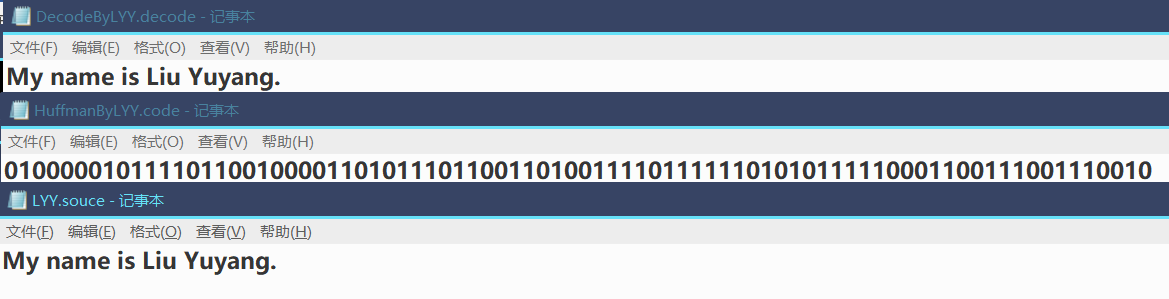 DecodeByLYY.decode - 记事本
文件(F) 编辑(E) 格式(O) 查看(V) 帮助(H)
My name is Liu Yuyang.
HuffmanByLYY.code - 记事本
文件(F) 编辑(E) 格式(O) 查看(V) 帮助(H)
0100000101111011001000011010111011001101001111011111101010111110001100111001110010
LYY.souce - 记事本
文件(F) 编辑(E) 格式(O) 查看(V) 帮助(H)
My name is Liu Yuyang.